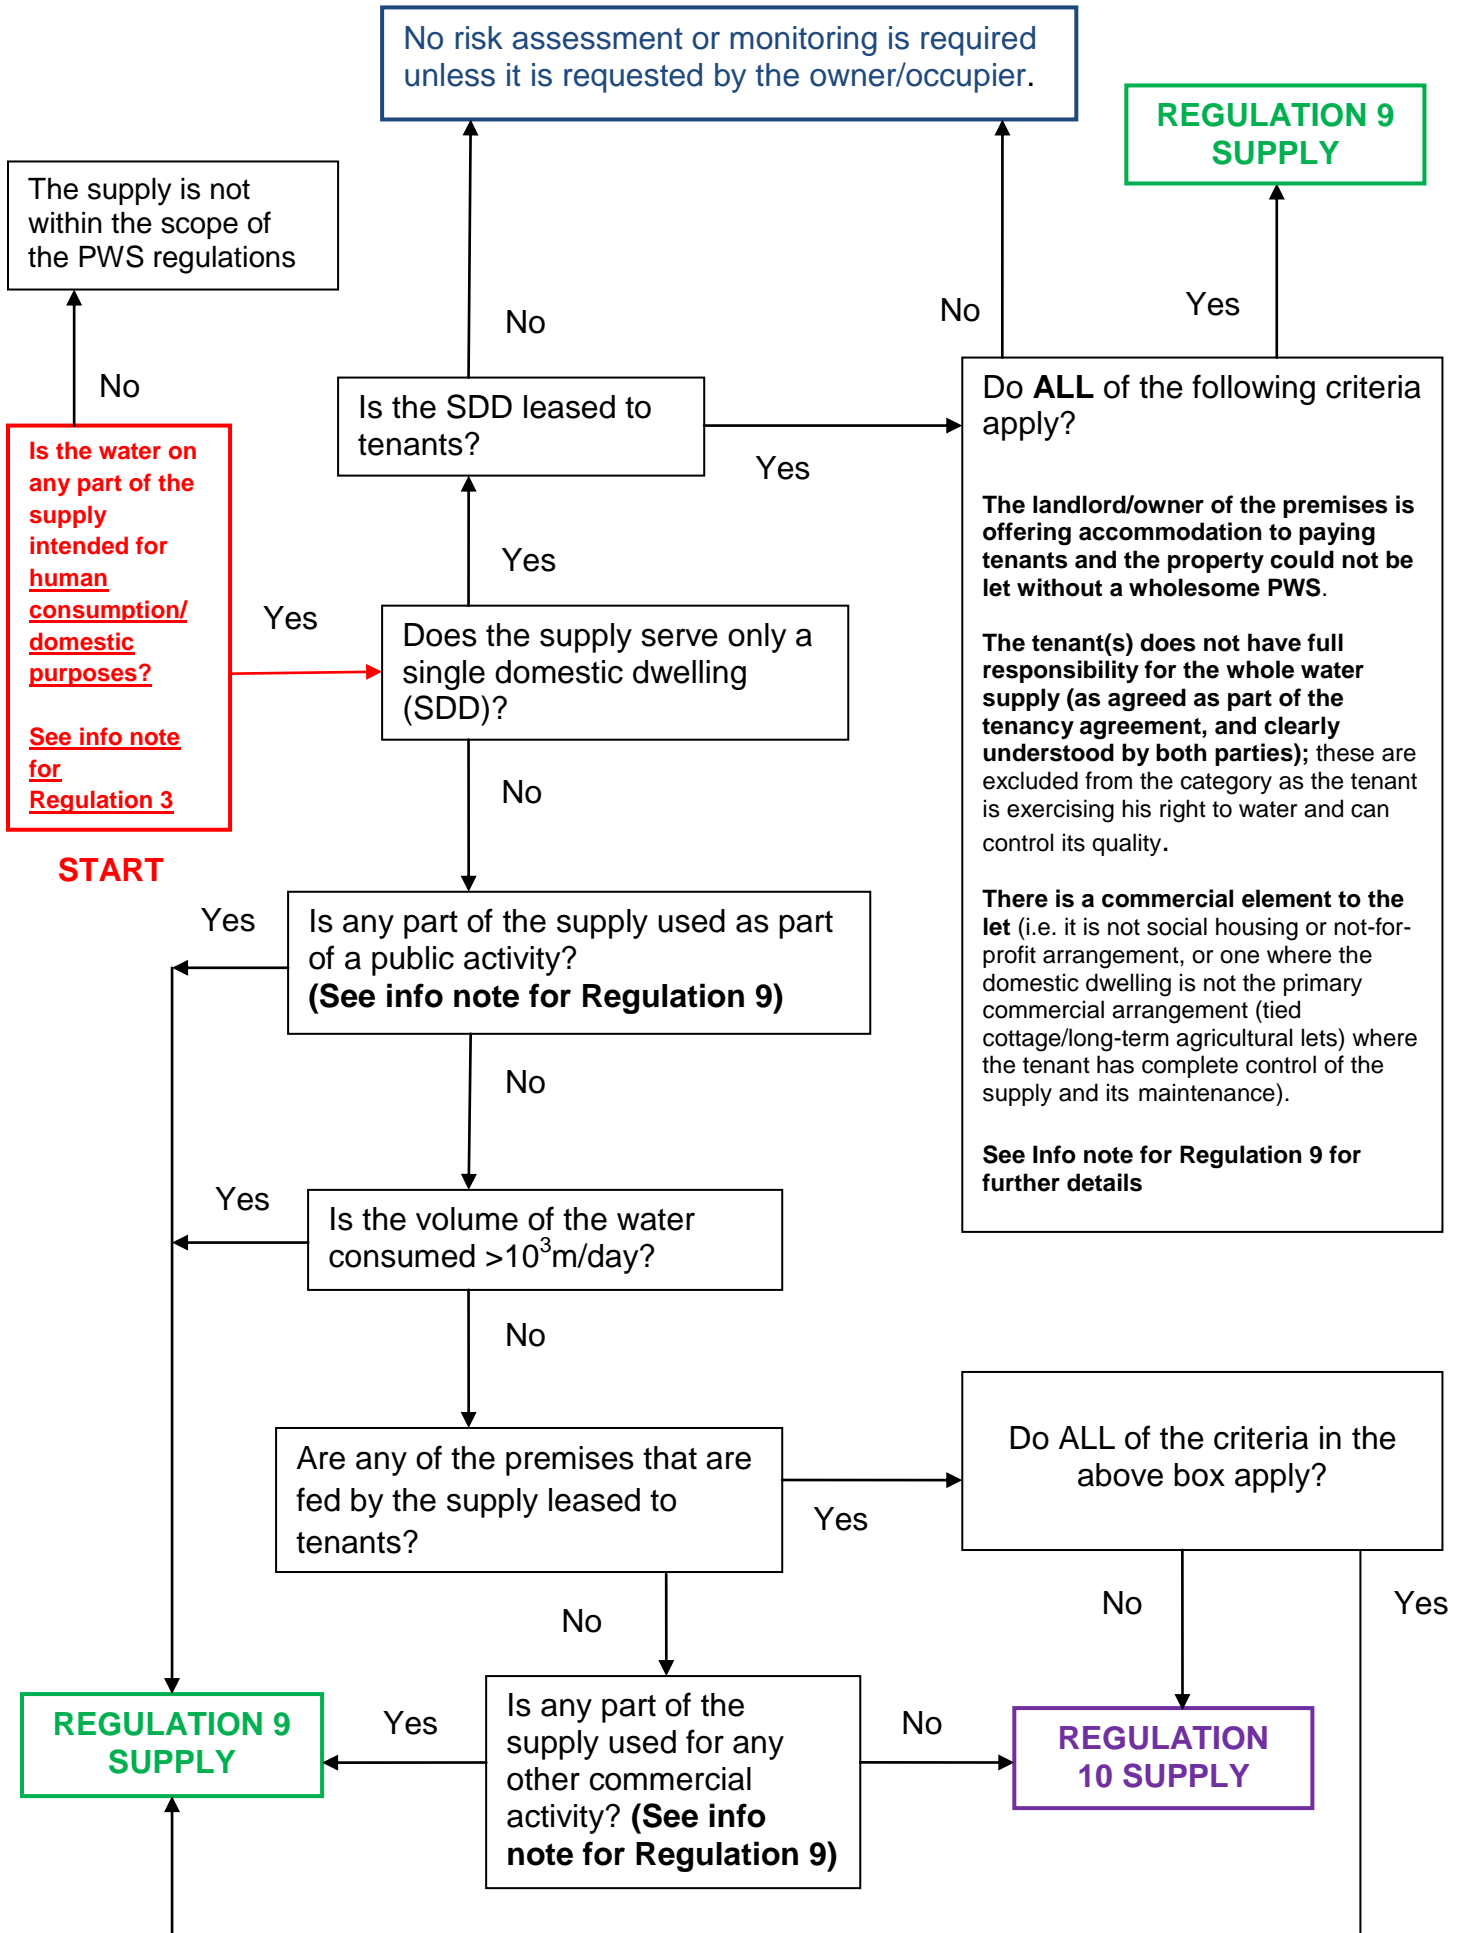 No risk assessment or monitoring is required
unless it is requested by the owner/occupier.
REGULATION 9
SUPPLY
The supply is not
within the scope of
the PWS regulations
No
No
Yes
No
Is the SDD leased to
tenants?
Yes
Do ALL of the following criteria
apply?
The landlord/owner of the premises is
offering accommodation to paying
tenants and the property could not be
let without a wholesome PWS.
The tenant(s) does not have full
responsibility for the whole water
supply (as agreed as part of the
tenancy agreement, and clearly
understood by both parties); these are
excluded from the category as the tenant
is exercising his right to water and can
control its quality.
There is a commercial element to the
let (i.e. it is not social housing or not-for-
profit arrangement, or one where the
domestic dwelling is not the primary
commercial arrangement (tied
cottage/long-term agricultural lets) where
the tenant has complete control of the
supply and its maintenance).
See Info note for Regulation 9 for
further details
Is the water on
any part of the
supply
intended for
human
consumption/
domestic
purposes?
See info note
for
Regulation 3
START
Yes
Yes
Does the supply serve only a
single domestic dwelling
(SDD)?
No
Yes
Is any part of the supply used as part
of a public activity?
(See info note for Regulation 9)
No
Yes
Is the volume of the water
consumed >10³m/day?
No
Are any of the premises that are
fed by the supply leased to
tenants?
Yes
Do ALL of the criteria in the
above box apply?
No
No
Yes
REGULATION 9
SUPPLY
Yes
Is any part of the
supply used for any
other commercial
activity? (See info
note for Regulation 9)
No
REGULATION
10 SUPPLY